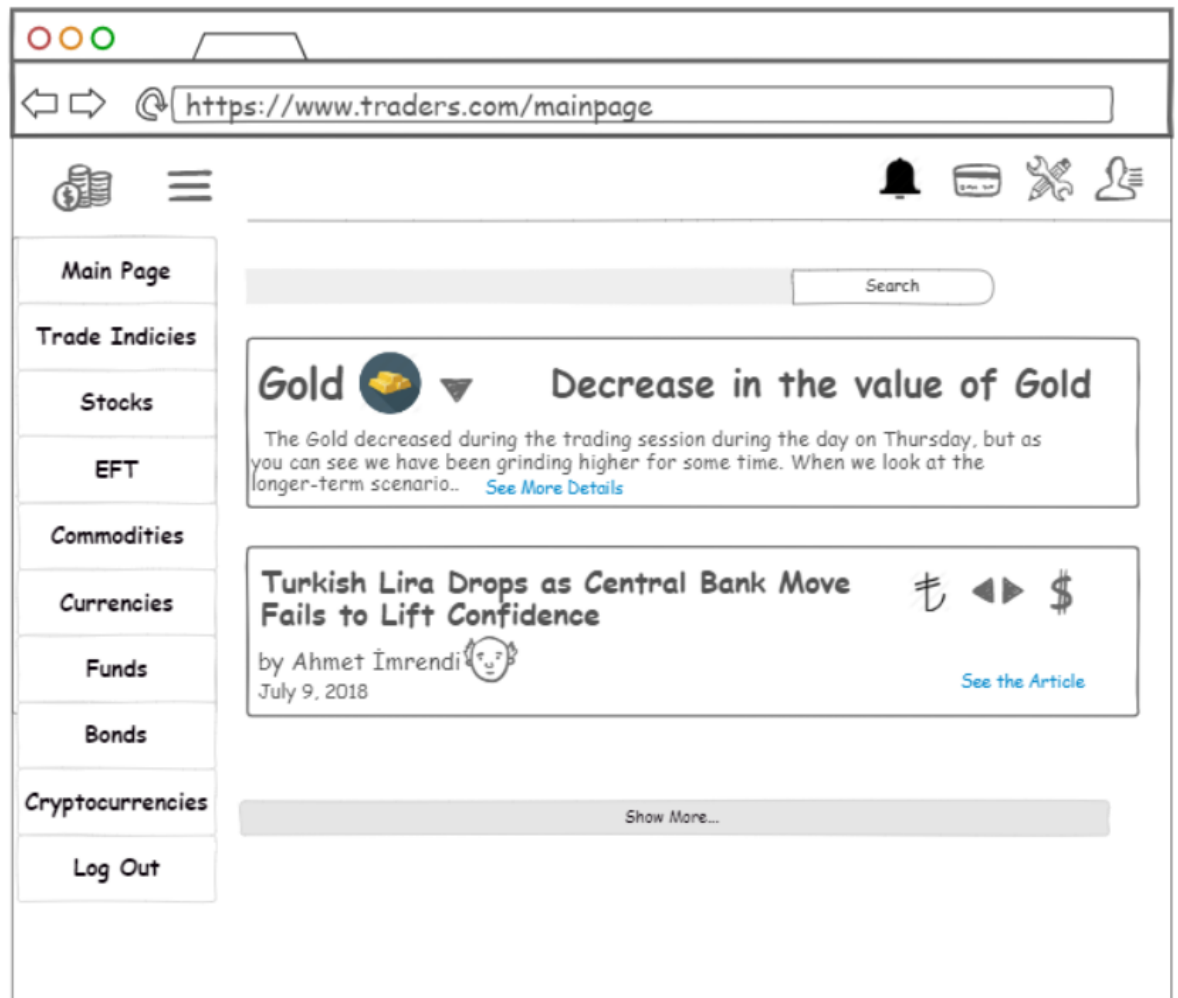 https://www.traders.com/mainpage
Main Page
Trade Indicies
Stocks
EFT
Commodities
Currencies
Funds
Bonds
Cryptocurrencies
Log Out
Search
Gold
Decrease in the value of Gold
The Gold decreased during the trading session during the day on Thursday, but as
you can see we have been grinding higher for some time. When we look at the
longer-term scenario.. See More Details
Turkish Lira Drops as Central Bank Move
Fails to Lift Confidence
₺ $
by Ahmet İmrendi
July 9, 2018
See the Article
Show More...